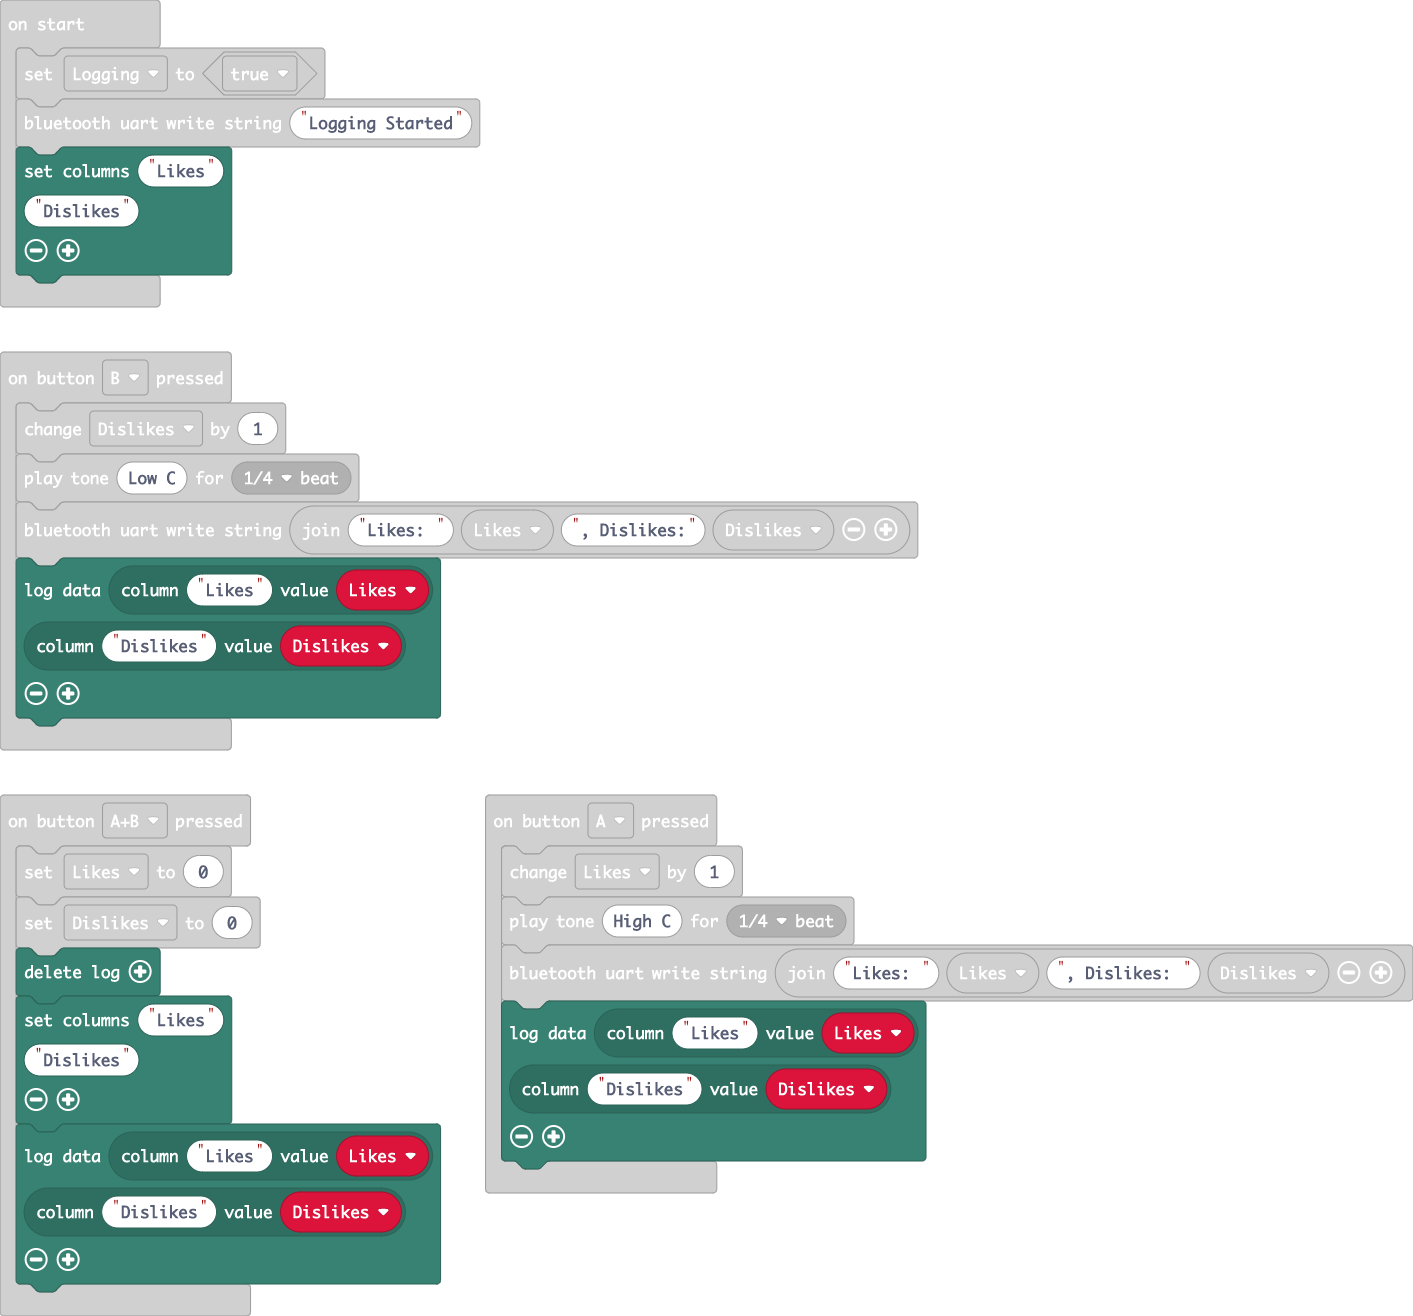 on start
set Logging to true
bluetooth uart write string "Logging Started"
set columns "Likes"
"Dislikes"
on button B pressed
change Dislikes by 1
play tone Low C for 1/4 beat
bluetooth uart write string join "Likes: " Likes ", Dislikes:" Dislikes
log data column "Likes" value Likes
column "Dislikes" value Dislikes
on button A+B pressed
set Likes to 0
set Dislikes to 0
delete log
set columns "Likes"
"Dislikes"
log data column "Likes" value Likes
column "Dislikes" value Dislikes
on button A pressed
change Likes by 1
play tone High C for 1/4 beat
bluetooth uart write string join "Likes: " Likes ", Dislikes: " Dislikes
log data column "Likes" value Likes
column "Dislikes" value Dislikes